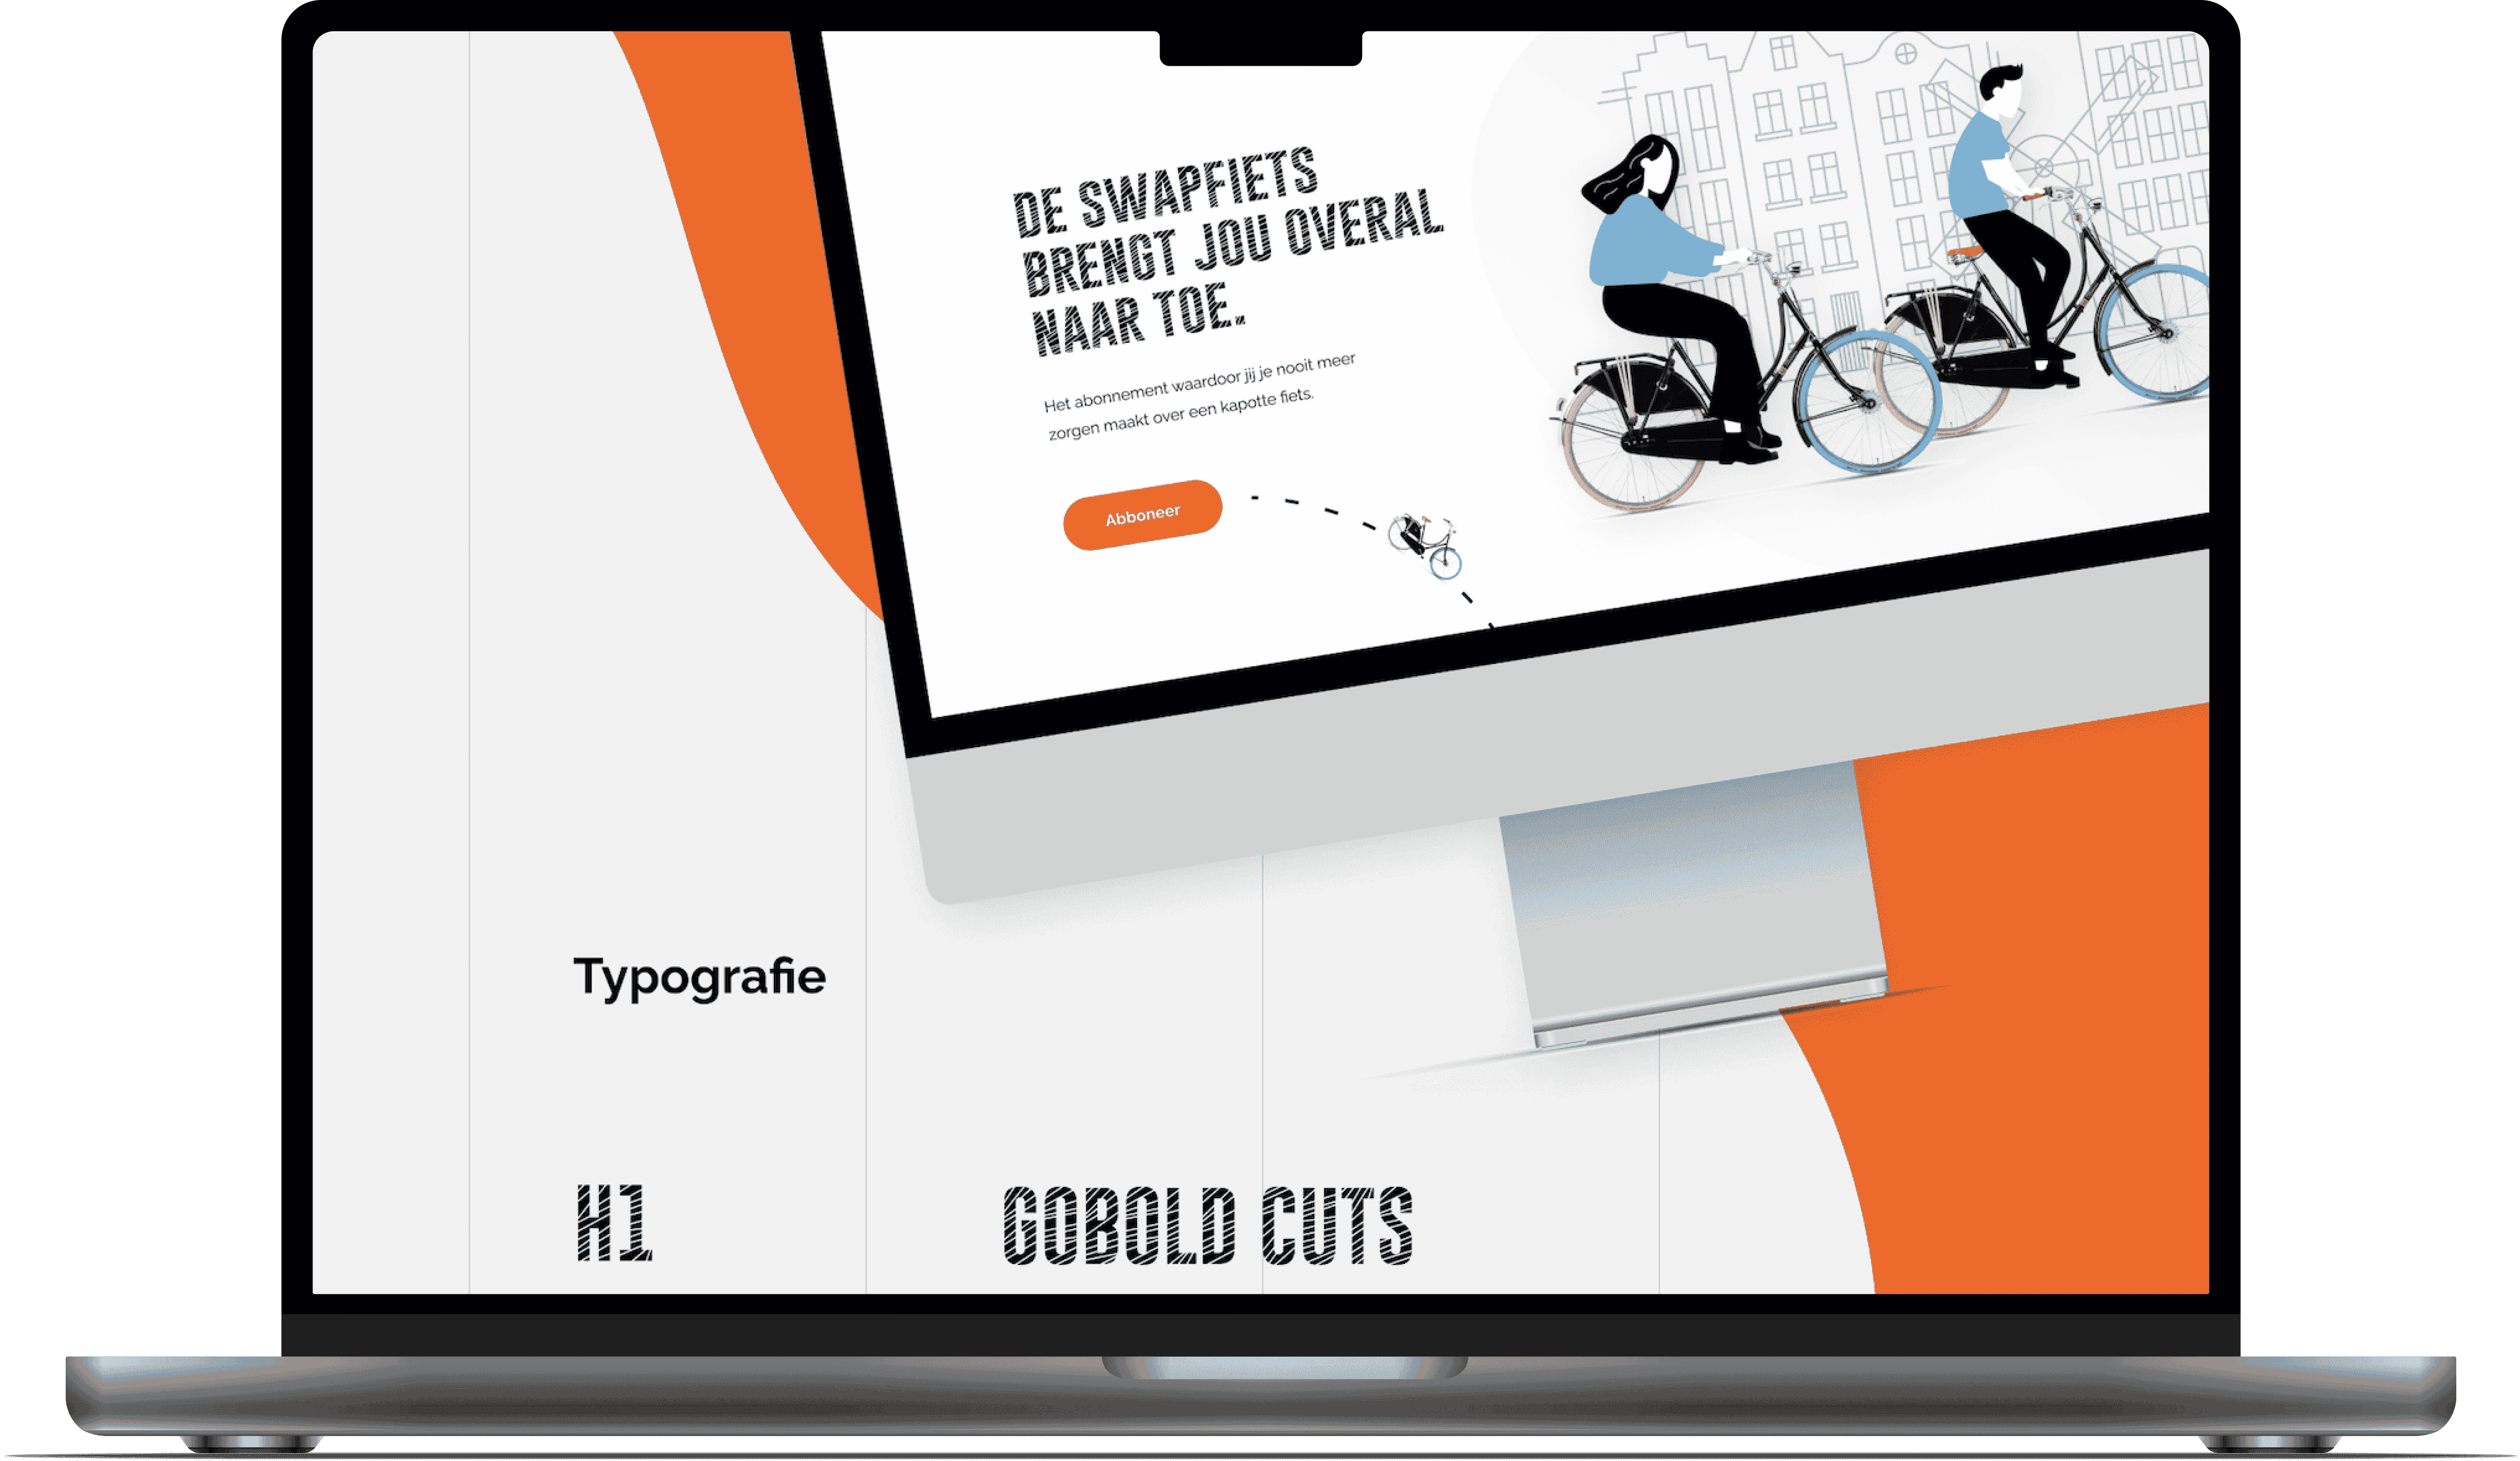 DE SWAPFIETS
BRENGT JOU OVERAL
NAAR TOE.
Het abonnement waardoor jij je nooit meer
zorgen maakt over een kapotte fiets.
Abboneer
Typografie
H1
GOBOLD CUTS